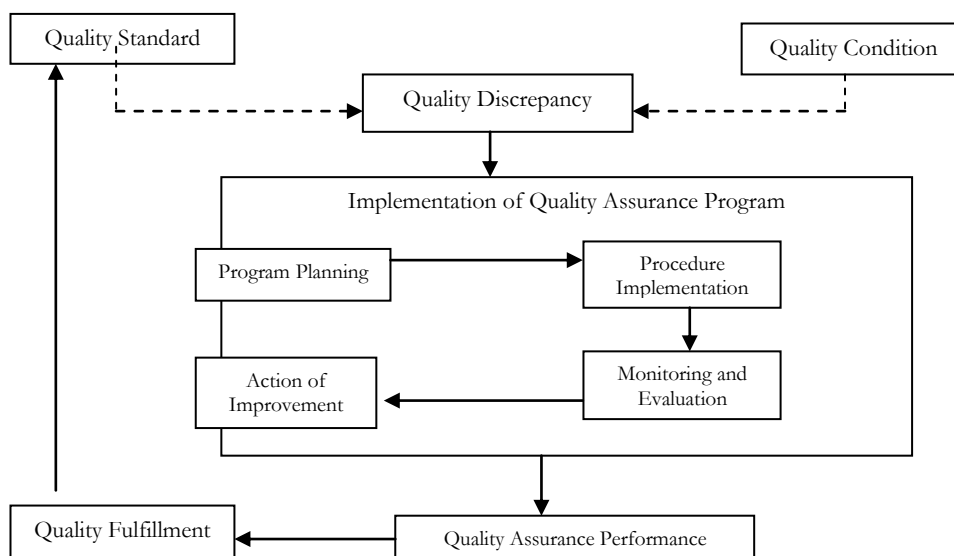 Quality Standard
Quality Condition
Quality Discrepancy
Implementation of Quality Assurance Program
Program Planning
Procedure
Implementation
Action of
Improvement
Monitoring and
Evaluation
Quality Fulfillment
Quality Assurance Performance